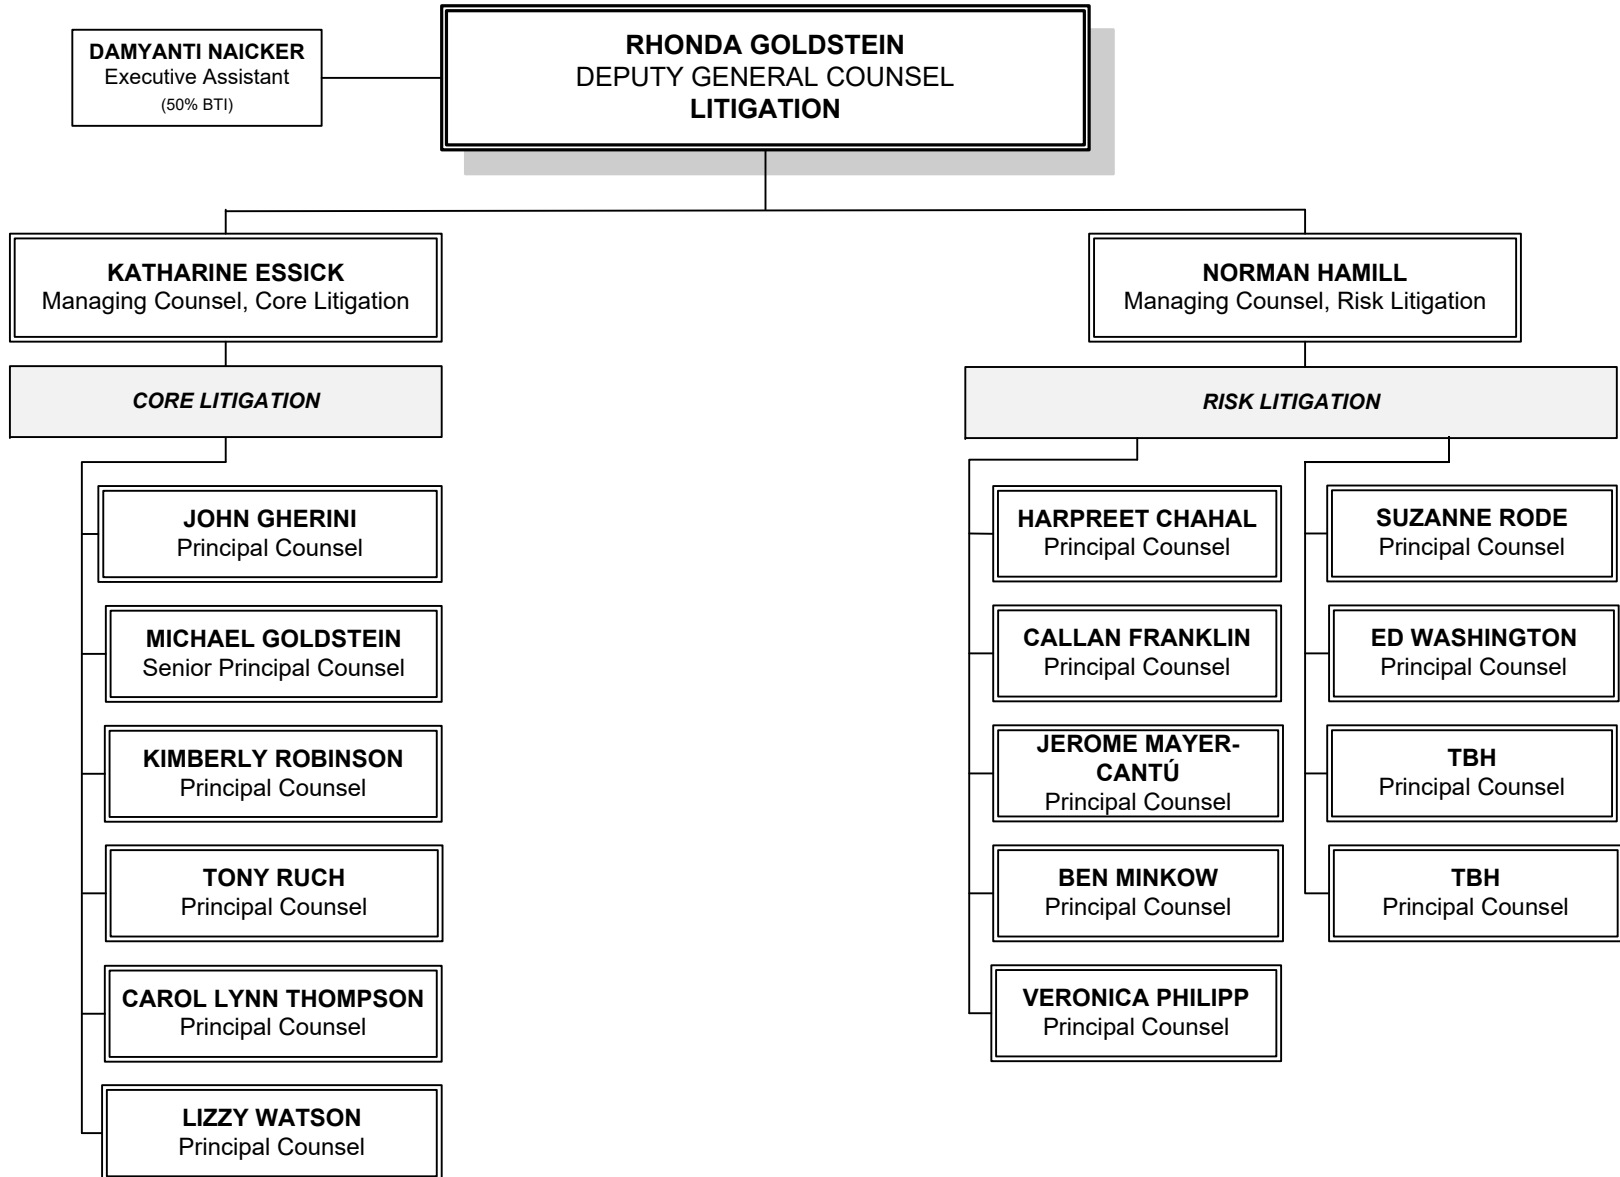 DAMYANTI NAICKER
Executive Assistant
(50% BTI)
RHONDA GOLDSTEIN
DEPUTY GENERAL COUNSEL
LITIGATION
KATHARINE ESSICK
Managing Counsel, Core Litigation
NORMAN HAMILL
Managing Counsel, Risk Litigation
CORE LITIGATION
RISK LITIGATION
JOHN GHERINI
Principal Counsel
MICHAEL GOLDSTEIN
Senior Principal Counsel
KIMBERLY ROBINSON
Principal Counsel
TONY RUCH
Principal Counsel
CAROL LYNN THOMPSON
Principal Counsel
LIZZY WATSON
Principal Counsel
HARPREET CHAHAL
Principal Counsel
CALLAN FRANKLIN
Principal Counsel
JEROME MAYER-
CANTÚ
Principal Counsel
BEN MINKOW
Principal Counsel
VERONICA PHILIPP
Principal Counsel
SUZANNE RODE
Principal Counsel
ED WASHINGTON
Principal Counsel
TBH
Principal Counsel
TBH
Principal Counsel